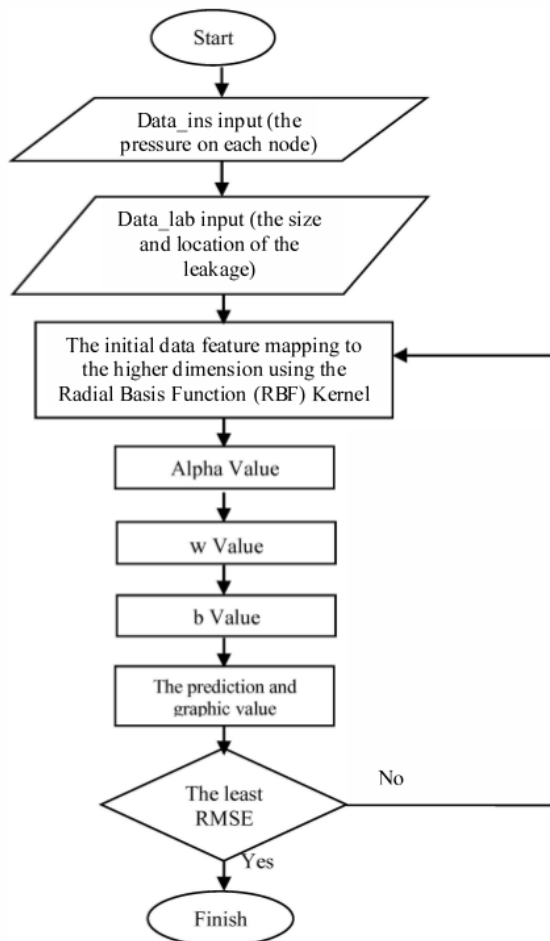 Start
Data_ins input (the
pressure on each node)
Data_lab input (the size
and location of the
leakage)
The initial data feature mapping to
the higher dimension using the
Radial Basis Function (RBF) Kernel
Alpha Value
w Value
b Value
The prediction and
graphic value
The least
RMSE
No
Yes
Finish